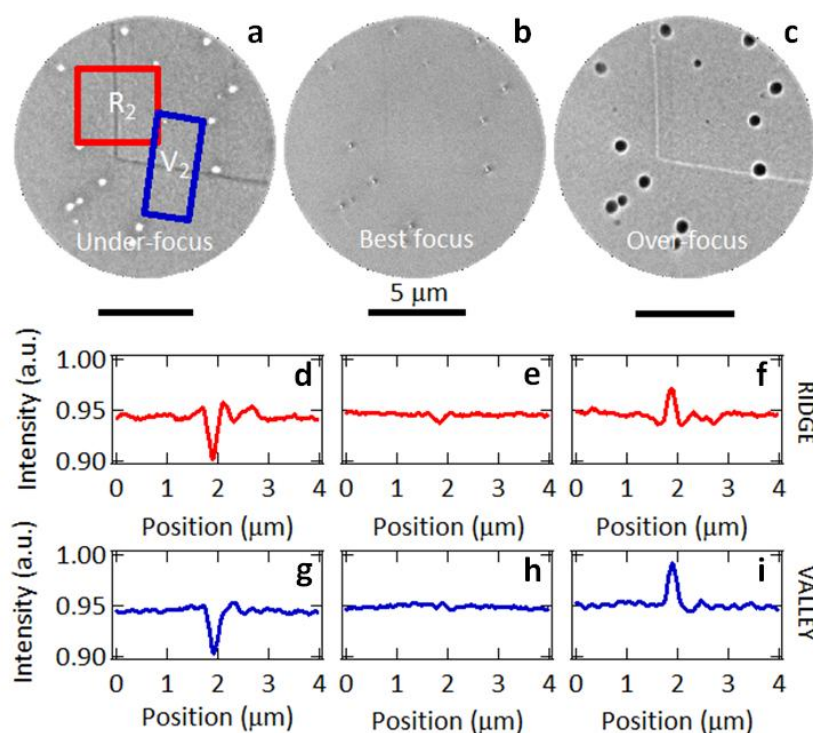 a
b
c
R2
V2
Under-focus
Best focus
Over-focus
5 μm
Intensity (a.u.)
1.00
0.95
0.90
d
e
f
RIDGE
0 1 2 3 4
0 1 2 3 4
0 1 2 3 4
Position (μm)
Position (μm)
Position (μm)
Intensity (a.u.)
1.00
0.95
0.90
g
h
i
VALLEY
0 1 2 3 4
0 1 2 3 4
0 1 2 3 4
Position (μm)
Position (μm)
Position (μm)